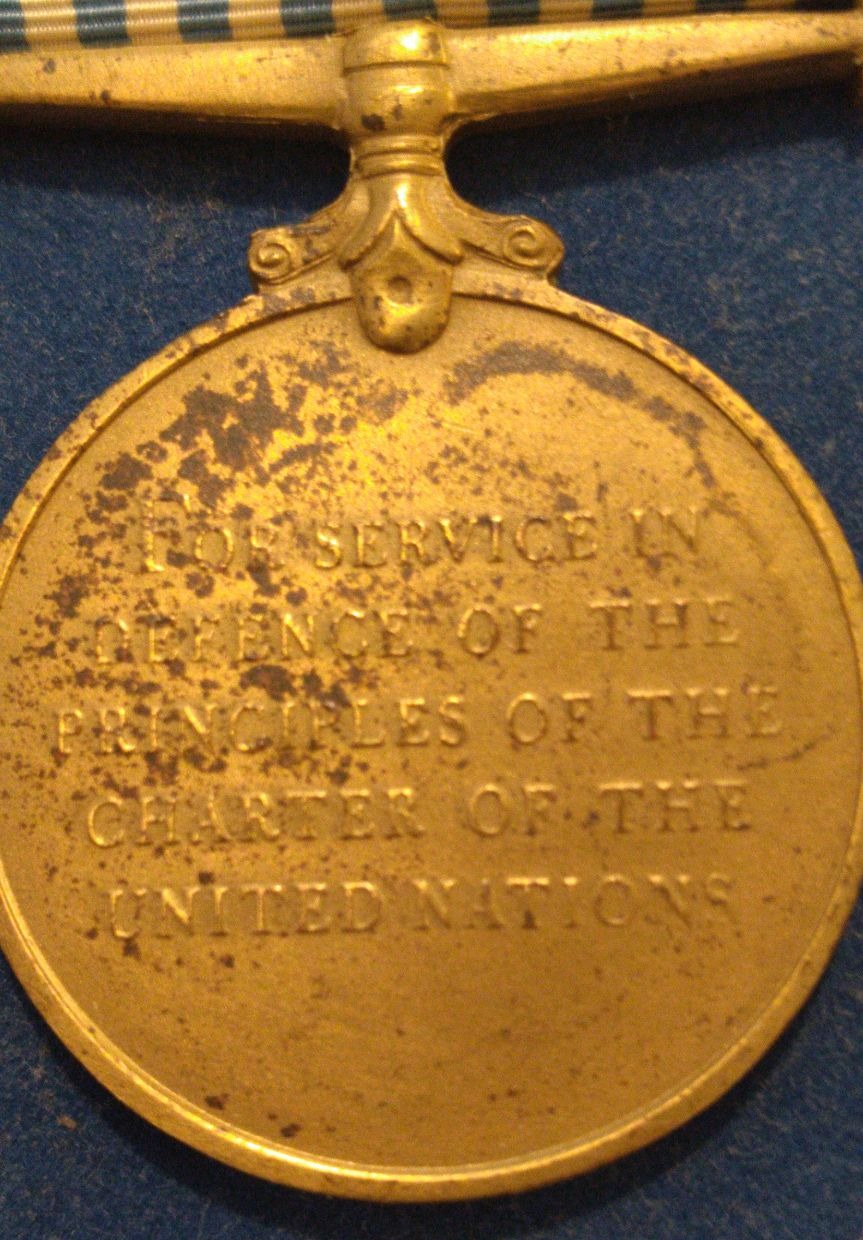 FOR SERVICE IN
DEFENCE OF THE
PRINCIPLES OF THE
CHARTER OF THE
UNITED NATIONS